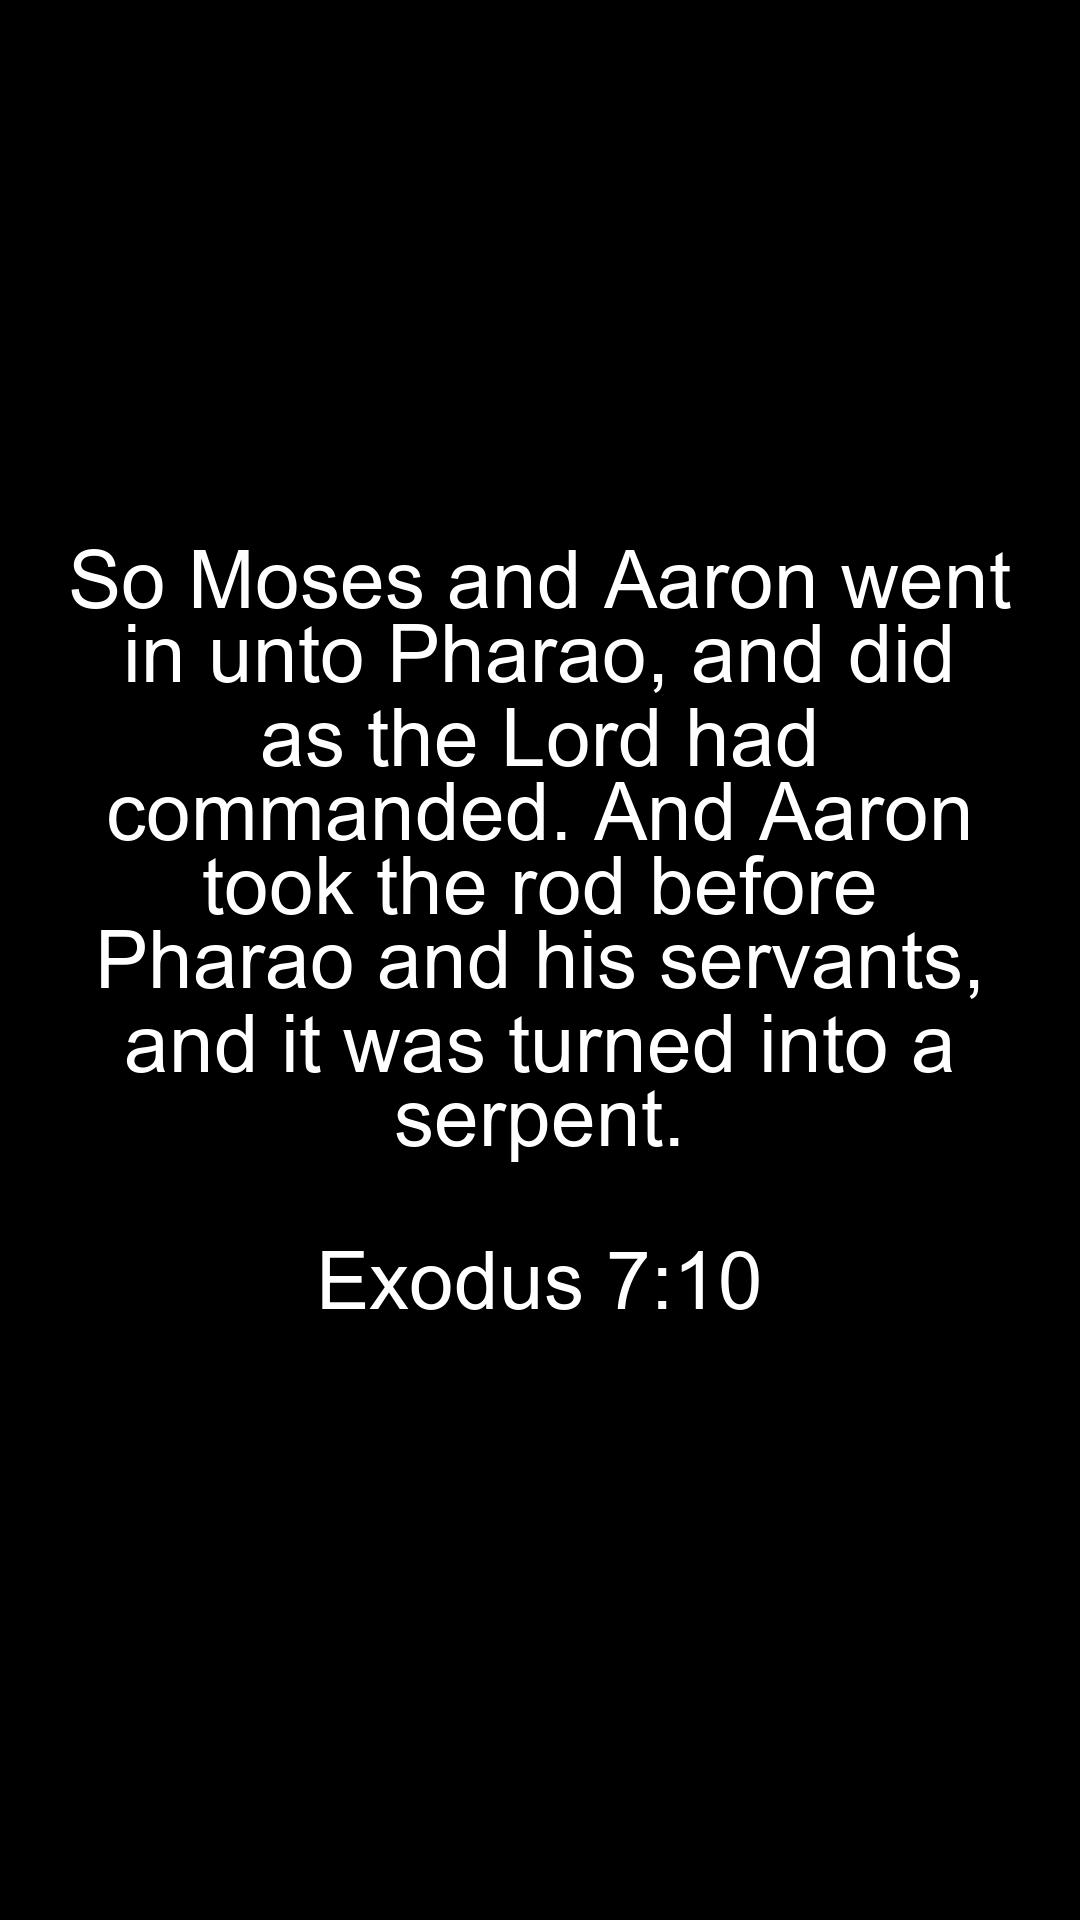 So Moses and Aaron went
in unto Pharao, and did
as the Lord had
commanded. And Aaron
took the rod before
Pharao and his servants,
and it was turned into a
serpent.
Exodus 7:10